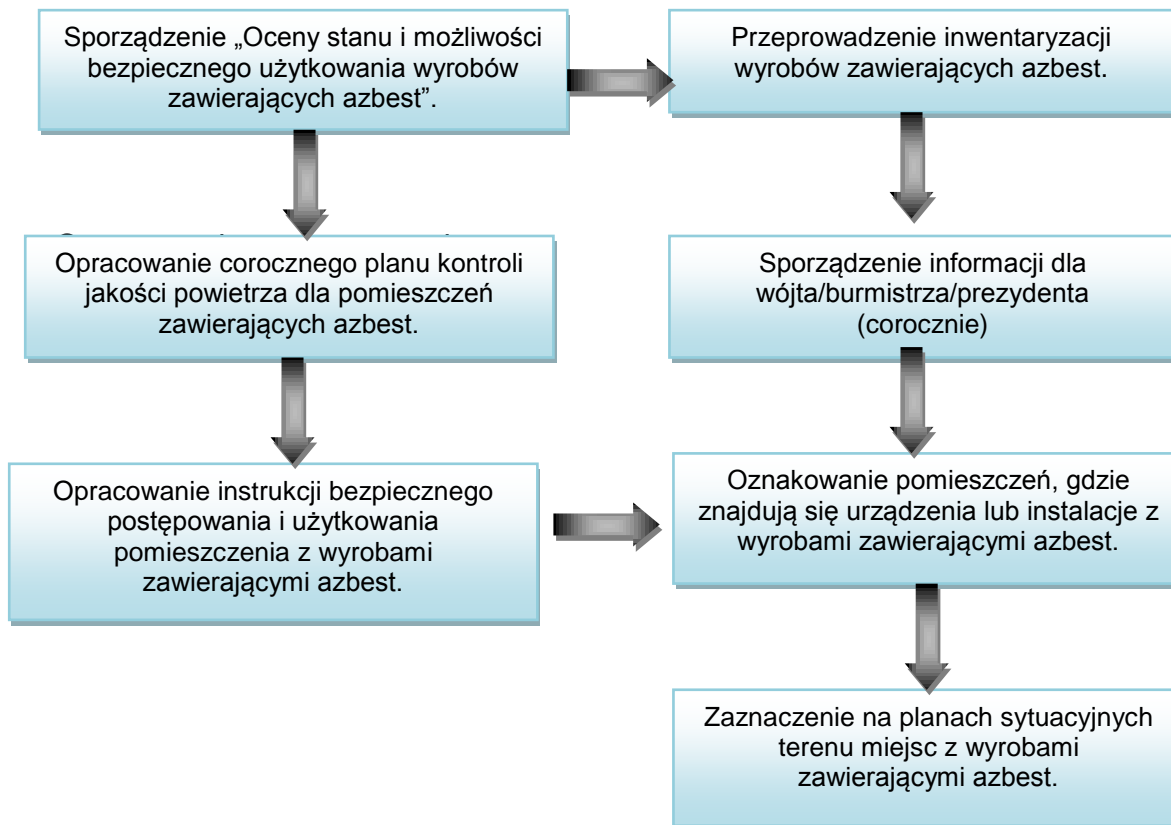 Sporządzenie „Oceny stanu i możliwości
bezpiecznego użytkowania wyrobów
zawierających azbest”.
Przeprowadzenie inwentaryzacji
wyrobów zawierających azbest.
Opracowanie corocznego planu kontroli
jakości powietrza dla pomieszczeń
zawierających azbest.
Sporządzenie informacji dla
wójta/burmistrza/prezydenta
(corocznie)
Opracowanie instrukcji bezpiecznego
postępowania i użytkowania
pomieszczenia z wyrobami
zawierającymi azbest.
Oznakowanie pomieszczeń, gdzie
znajdują się urządzenia lub instalacje z
wyrobami zawierającymi azbest.
Zaznaczenie na planach sytuacyjnych
terenu miejsc z wyrobami
zawierającymi azbest.